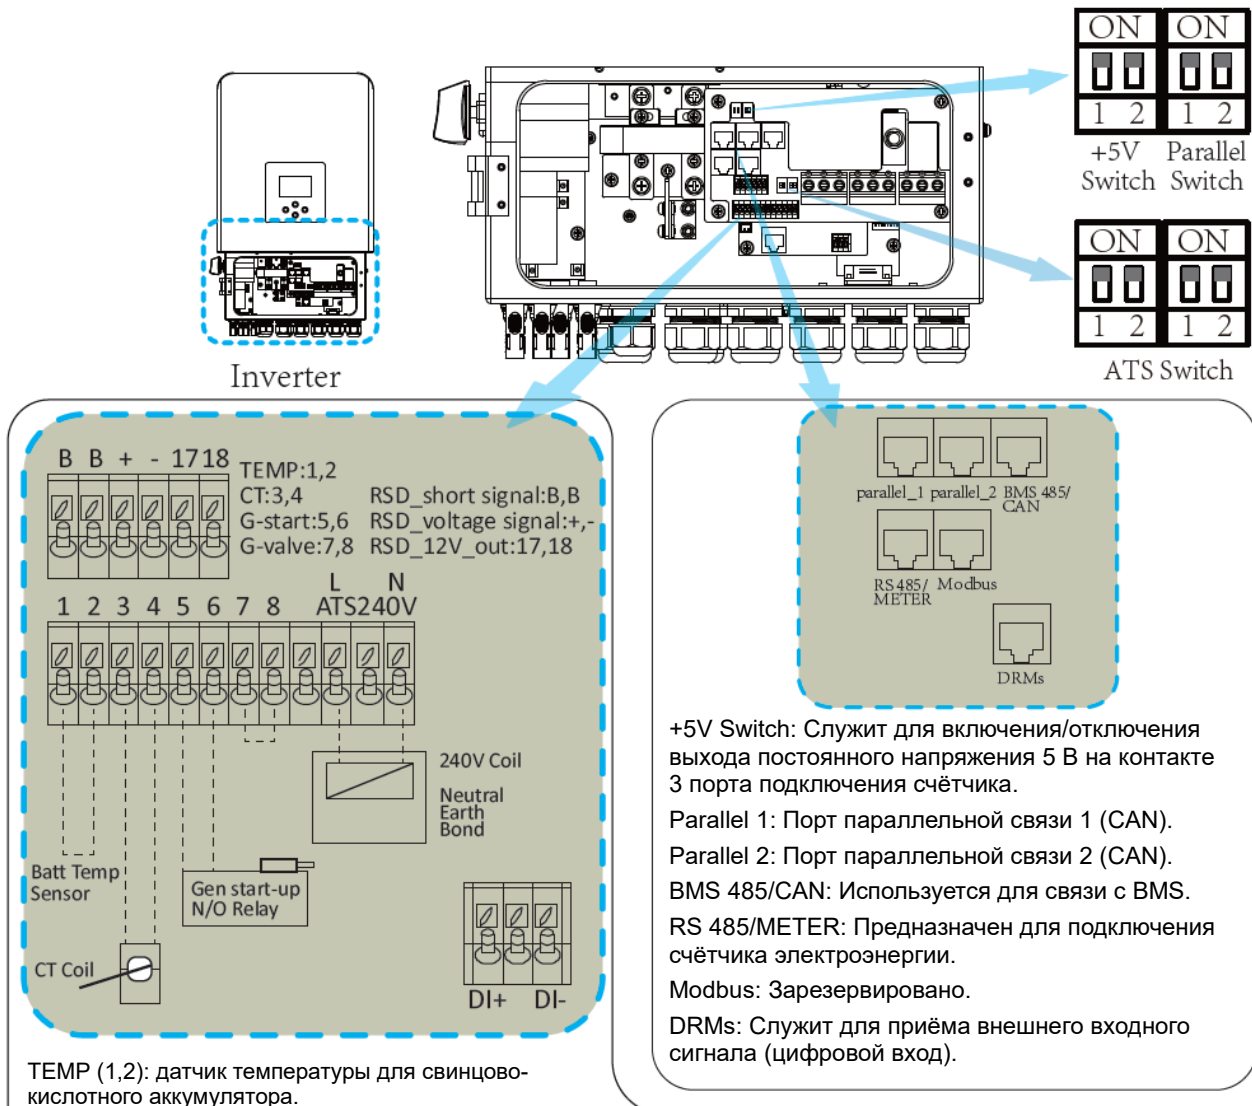 ON ON
1 2 1 2
+5V Parallel
Switch Switch
ON ON
1 2 1 2
ATS Switch
Inverter
B B + - 17 18
TEMP:1,2
CT:3,4 RSD_short signal:B,B
G-start:5,6 RSD_voltage signal:+,-
G-valve:7,8 RSD_12V_out:17,18
L N
1 2 3 4 5 6 7 8 ATS240V
240V Coil
Neutral
Earth
Bond
Batt Temp
Sensor
Gen start-up
N/O Relay
CT Coil
DI+ DI-
TEMP (1,2): датчик температуры для свинцово-
кислотного аккумулятора.
parallel_1 parallel_2 BMS 485/
CAN
RS 485/ Modbus
METER
DRMs
+5V Switch: Служит для включения/отключения
выхода постоянного напряжения 5 В на контакте
3 порта подключения счётчика.
Parallel 1: Порт параллельной связи 1 (CAN).
Parallel 2: Порт параллельной связи 2 (CAN).
BMS 485/CAN: Используется для связи с BMS.
RS 485/METER: Предназначен для подключения
счётчика электроэнергии.
Modbus: Зарезервировано.
DRMs: Служит для приёма внешнего входного
сигнала (цифровой вход).